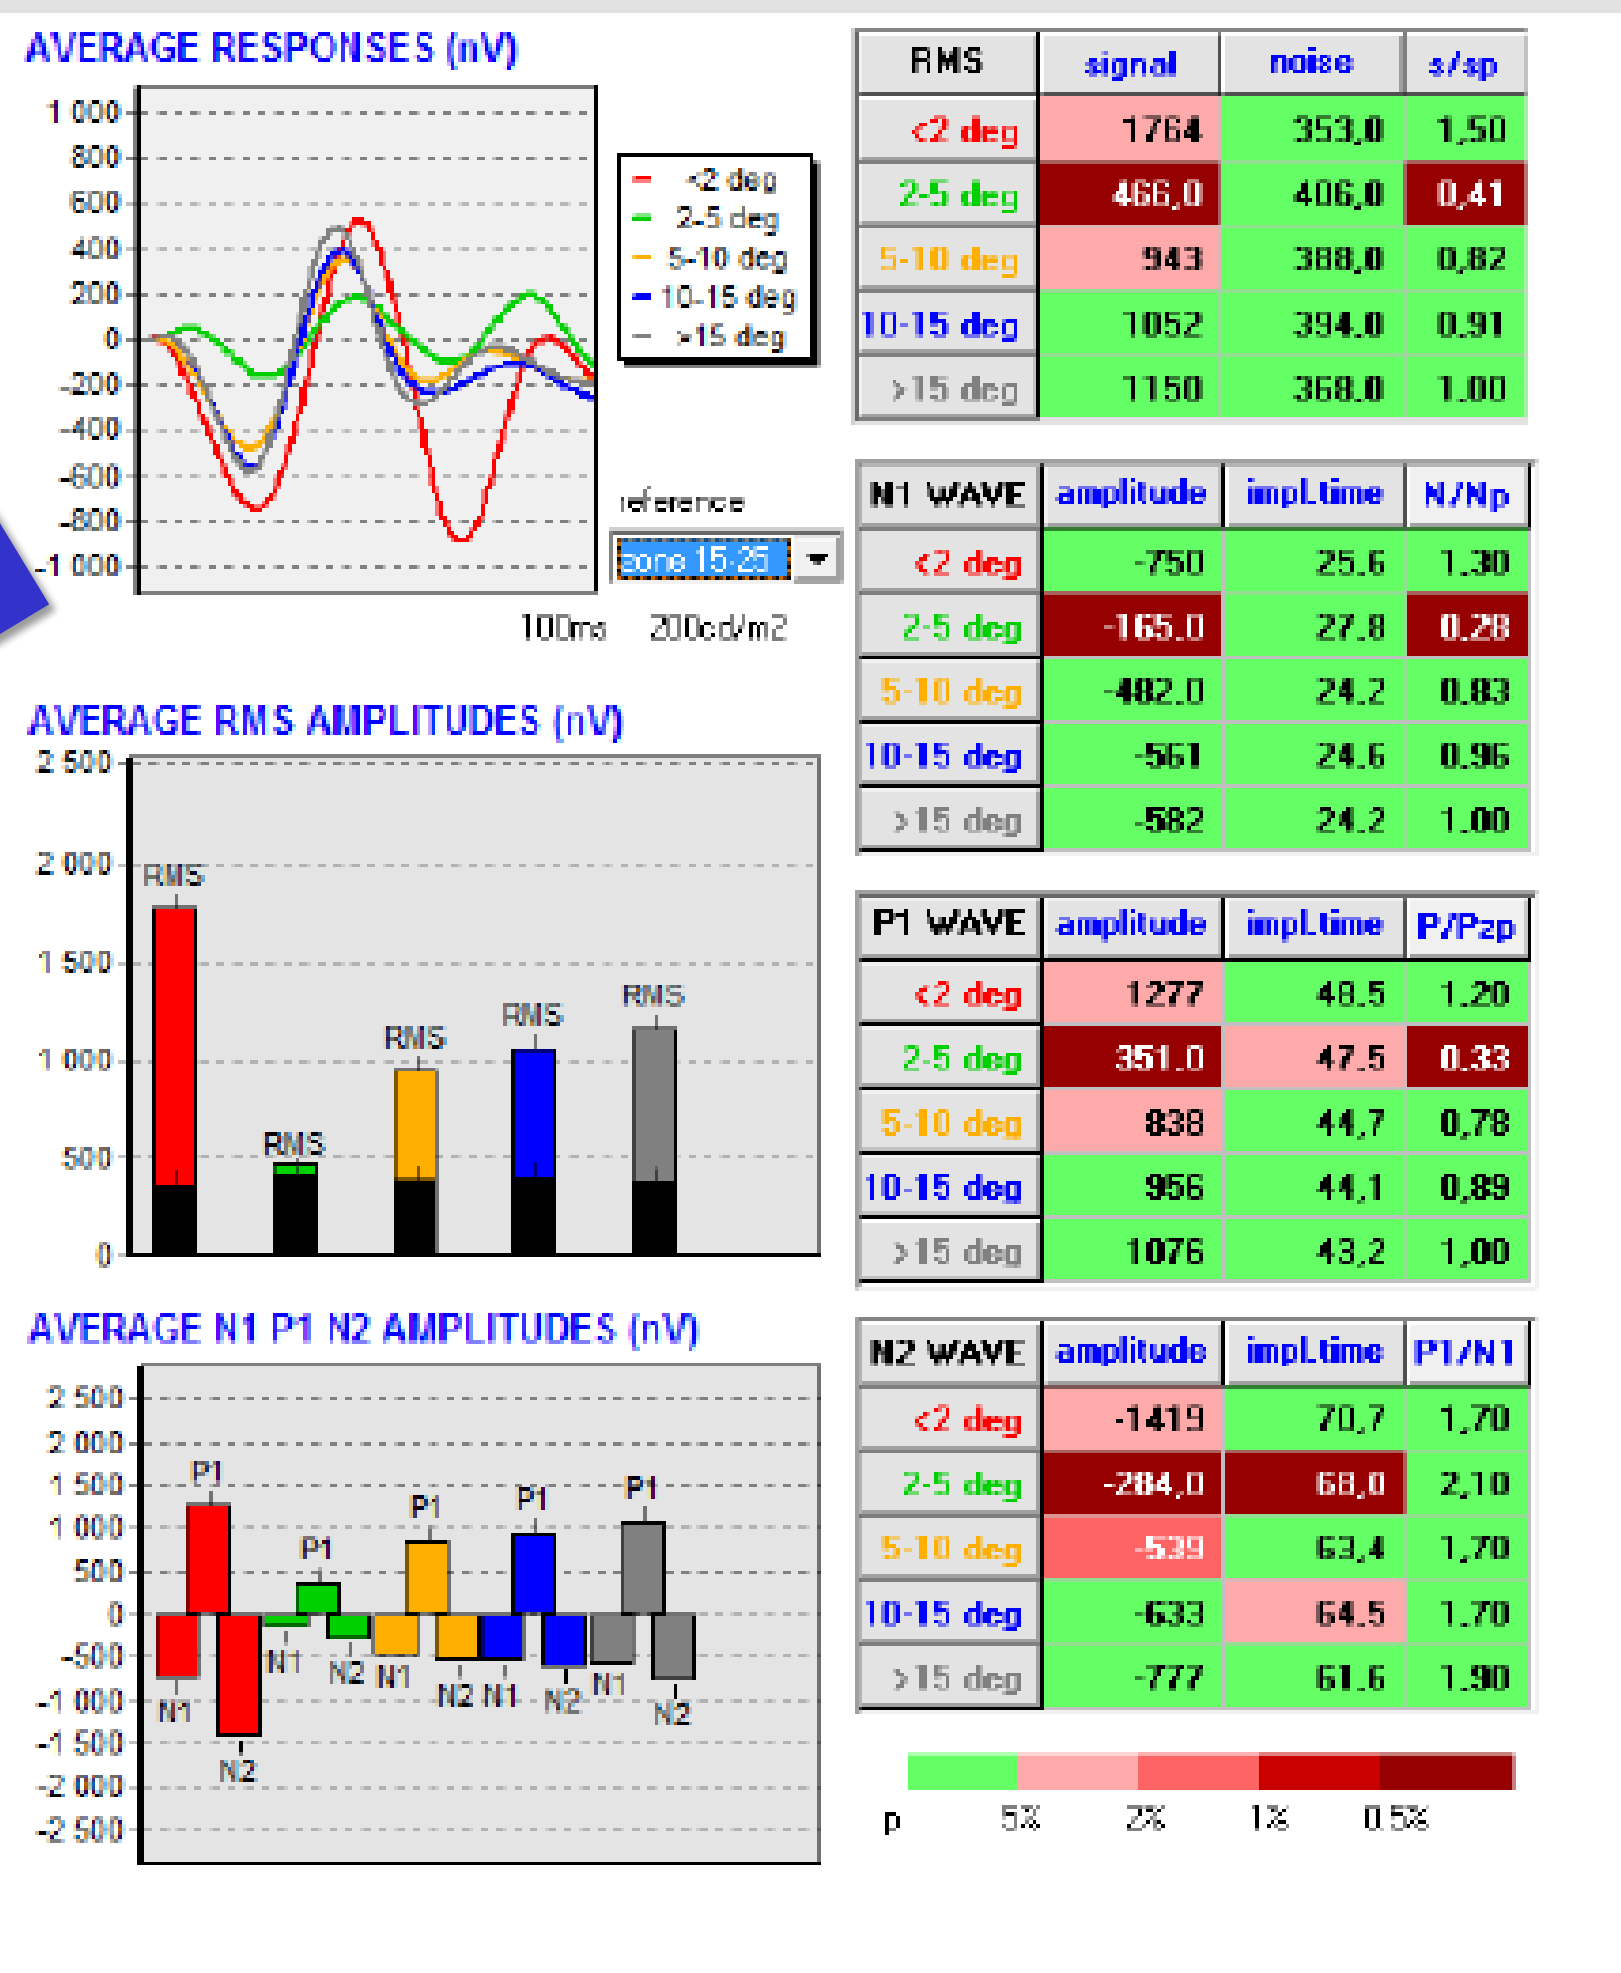 AVERAGE RESPONSES (nV)
1 000
800
600
400
200
0
-200
-400
-600
-800
-1 000
<2 deg
2-5 deg
5-10 deg
10-15 deg
>15 deg
reference
zone 15-25
100ms 200cd/m2
RMS signal noise s/sp
<2 deg 1764 353,0 1,50
2-5 deg 466,0 406,0 0,41
5-10 deg 943 388,0 0,82
10-15 deg 1052 394.0 0.91
>15 deg 1150 368.0 1.00
N1 WAVE amplitude impl.time N/Np
<2 deg -750 25.6 1.30
2-5 deg -165.0 27.8 0.28
5-10 deg -482.0 24.2 0.83
10-15 deg -561 24.6 0.96
>15 deg -582 24.2 1.00
AVERAGE RMS AMPLITUDES (nV)
2 500
2 000
1 500
1 000
500
0
RMS
RMS
RMS
RMS
RMS
P1 WAVE amplitude impl.time P/Pzp
<2 deg 1277 48.5 1.20
2-5 deg 351.0 47.5 0.33
5-10 deg 838 44,7 0,78
10-15 deg 956 44,1 0,89
>15 deg 1076 43,2 1,00
AVERAGE N1 P1 N2 AMPLITUDES (nV)
2 500
2 000
1 500
1 000
500
0
-500
-1 000
-1 500
-2 000
-2 500
P1 P1 P1 P1 P1
N1 N2 N1 N2 N1 N2 N1 N2 N1 N2
N2 WAVE amplitude impl.time P1/N1
<2 deg -1419 70,7 1,70
2-5 deg -284,0 68,0 2,10
5-10 deg -539 63,4 1,70
10-15 deg -633 64.5 1.70
>15 deg -777 61.6 1.90
p 5% 2% 1% 0.5%